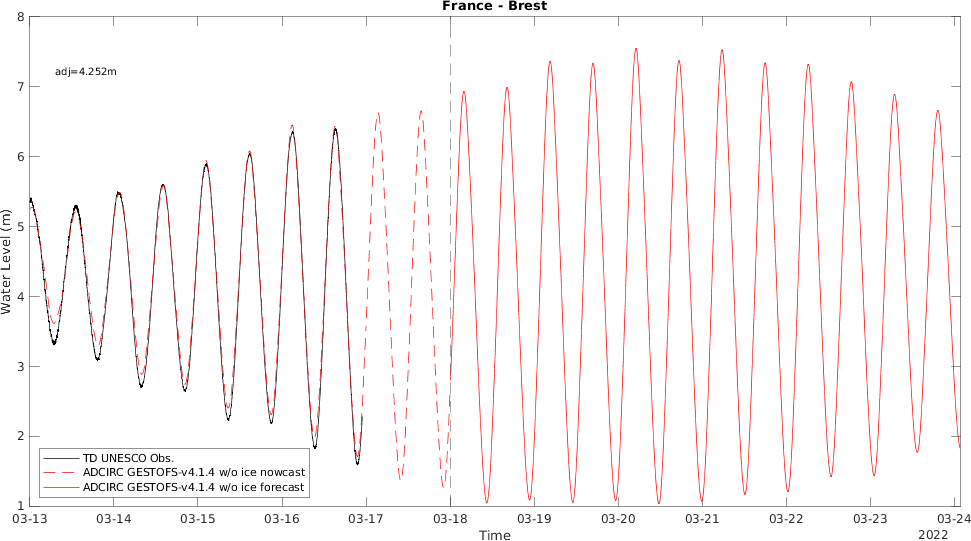 France - Brest
8
7
6
5
4
3
2
1
Water Level (m)
adj=4.252m
TD UNESCO Obs.
ADCIRC GESTOFS-v4.1.4 w/o ice nowcast
ADCIRC GESTOFS-v4.1.4 w/o ice forecast
03-13 03-14 03-15 03-16 03-17 03-18 03-19 03-20 03-21 03-22 03-23 03-24
Time
2022